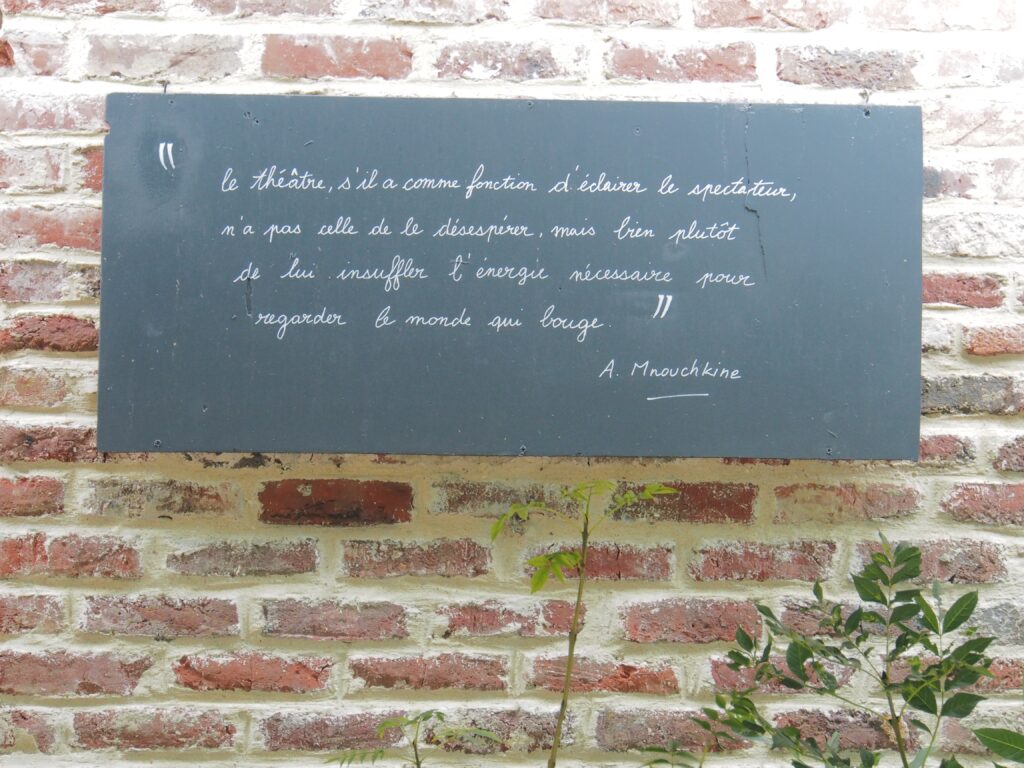 "
le théâtre, s'il a comme fonction d'éclairer le spectateur,
n'a pas celle de le désespérer, mais bien plutôt
de lui insuffler l'énergie nécessaire pour
regarder le monde qui bouge. "
A. Mnouchkine